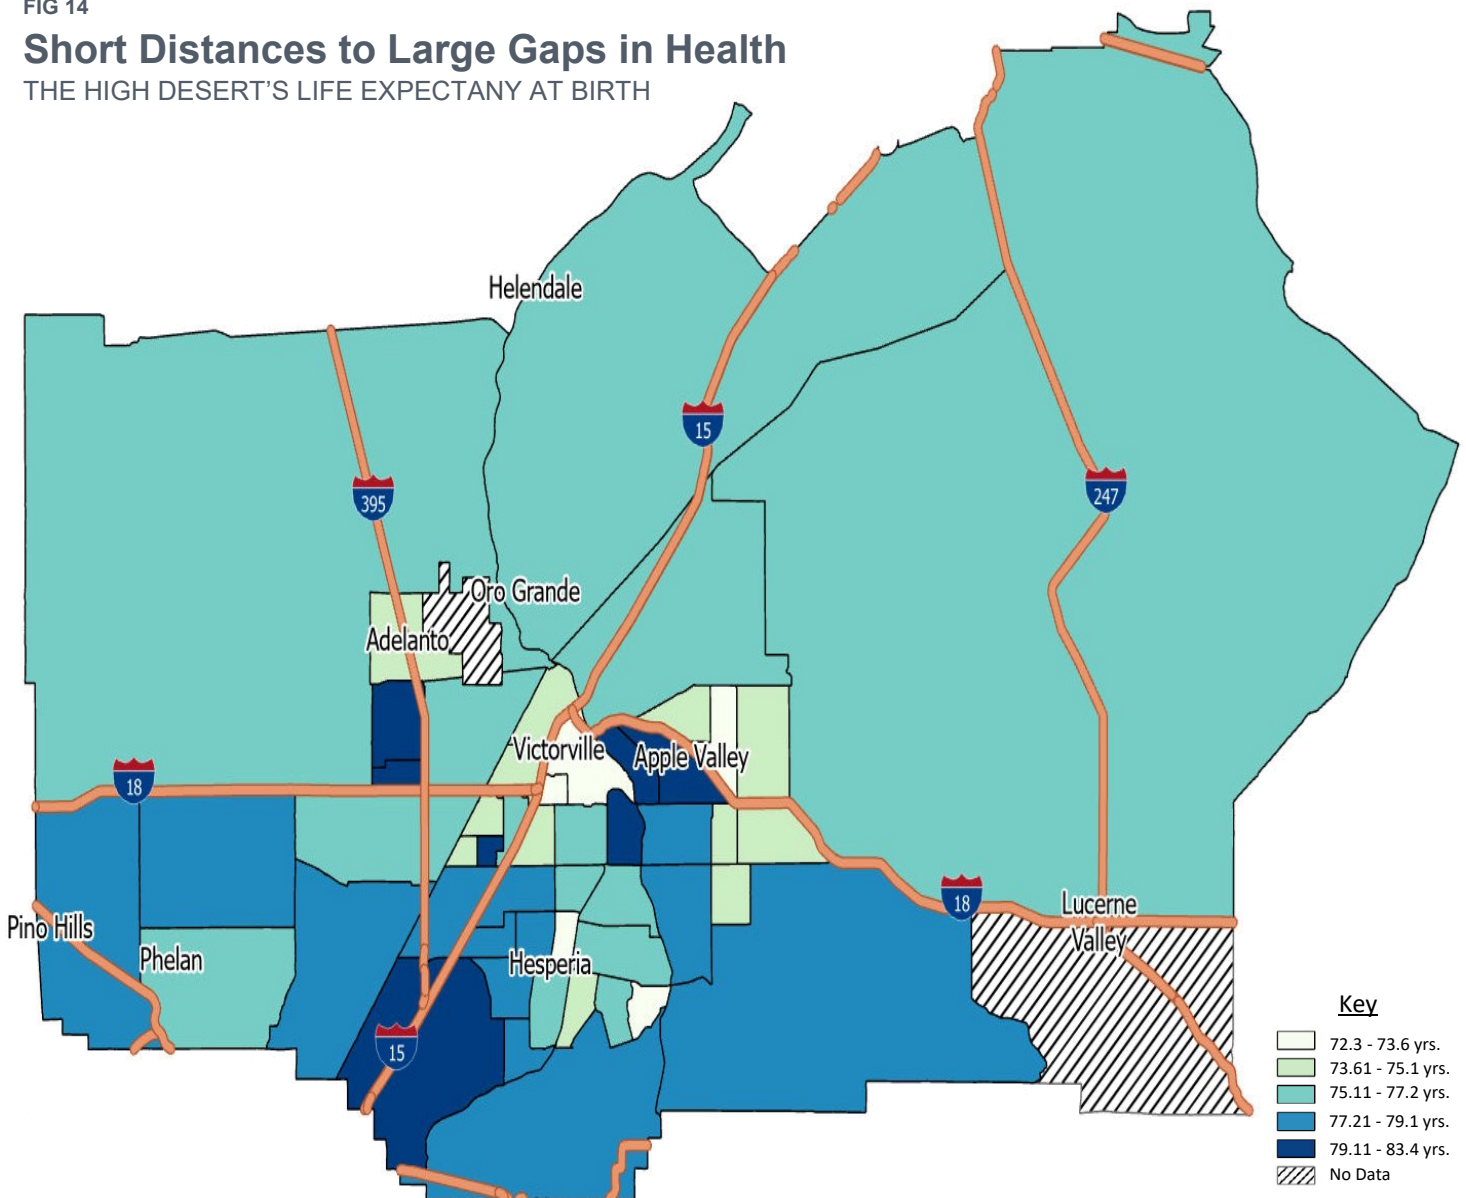 FIG 14
Short Distances to Large Gaps in Health
THE HIGH DESERT'S LIFE EXPECTANY AT BIRTH
Helendale
15
395
247
Oro Grande
Adelanto
Victorville
Apple Valley
18
18
Lucerne
Valley
Pino Hills
Phelan
Hesperia
15
Key
72.3 - 73.6 yrs.
73.61 - 75.1 yrs.
75.11 - 77.2 yrs.
77.21 - 79.1 yrs.
79.11 - 83.4 yrs.
No Data